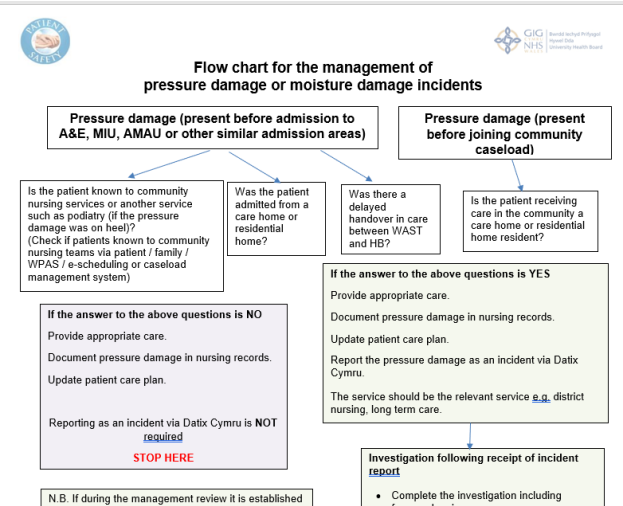 PATIENT
SAFETY
GIG
NHS
Bwrdd Iechyd Prifysgol
Hywel Dda
University Health Board
Flow chart for the management of
pressure damage or moisture damage incidents
Pressure damage (present before admission to
A&E, MIU, AMAU or other similar admission areas)
Pressure damage (present
before joining community
caseload)
Is the patient known to community
nursing services or another service
such as podiatry (if the pressure
damage was on heel)?
(Check if patients known to community
nursing teams via patient / family /
WPAS / e-scheduling or caseload
management system)
Was the patient
admitted from a
care home or
residential
home?
Was there a
delayed
handover in care
between WAST
and HB?
Is the patient receiving
care in the community a
care home or residential
home resident?
If the answer to the above questions is NO
Provide appropriate care.
Document pressure damage in nursing records.
Update patient care plan.
Reporting as an incident via Datix Cymru is NOT
required
STOP HERE
If the answer to the above questions is YES
Provide appropriate care.
Document pressure damage in nursing records.
Update patient care plan.
Report the pressure damage as an incident via Datix
Cymru.
The service should be the relevant service e.g. district
nursing, long term care.
Investigation following receipt of incident
report
• Complete the investigation including
N.B. If during the management review it is established